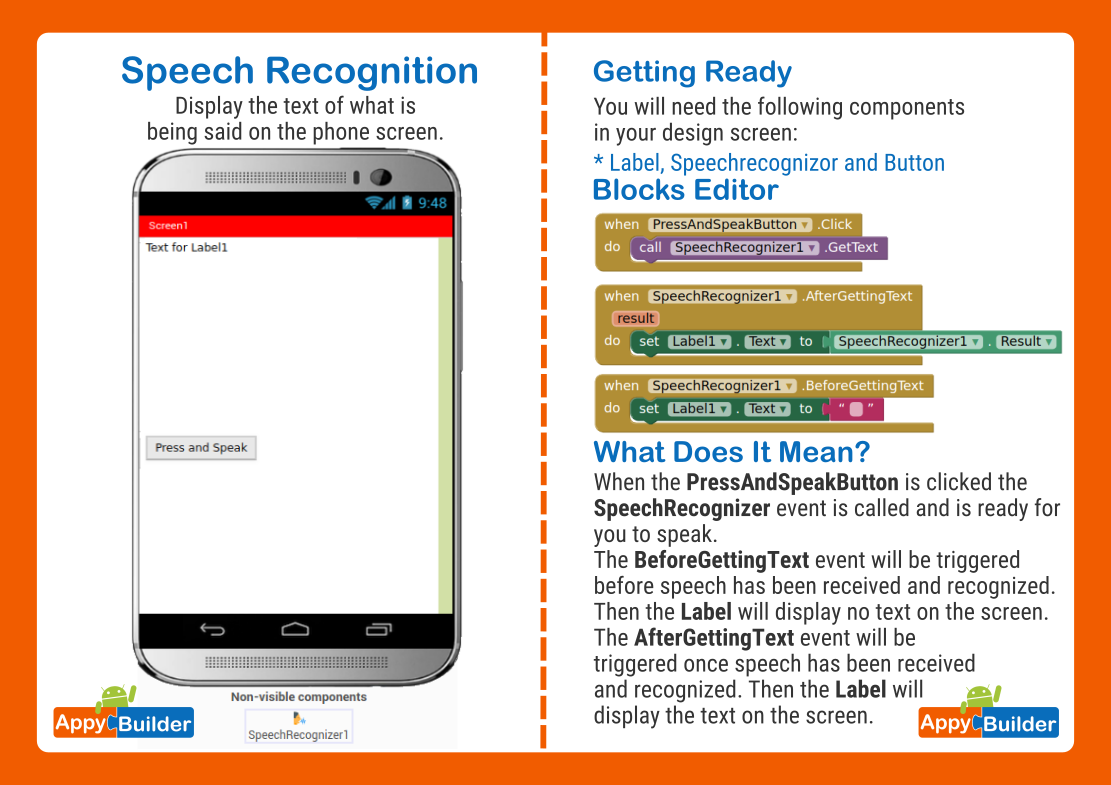 Speech Recognition
Display the text of what is
being said on the phone screen.
9:48
Screen1
Text for Label1
Press and Speak
Non-visible components
SpeechRecognizer1
Appy Builder
Getting Ready
You will need the following components
in your design screen:
* Label, Speechrecognizor and Button
Blocks Editor
when PressAndSpeakButton .Click
do call SpeechRecognizer1 .GetText
when SpeechRecognizer1 .AfterGettingText
result
do set Label1 . Text to SpeechRecognizer1 . Result
when SpeechRecognizer1 .BeforeGettingText
do set Label1 . Text to “ ”
What Does It Mean?
When the PressAndSpeakButton is clicked the
SpeechRecognizer event is called and is ready for
you to speak.
The BeforeGettingText event will be triggered
before speech has been received and recognized.
Then the Label will display no text on the screen.
The AfterGettingText event will be
triggered once speech has been received
and recognized. Then the Label will
display the text on the screen.
Appy Builder